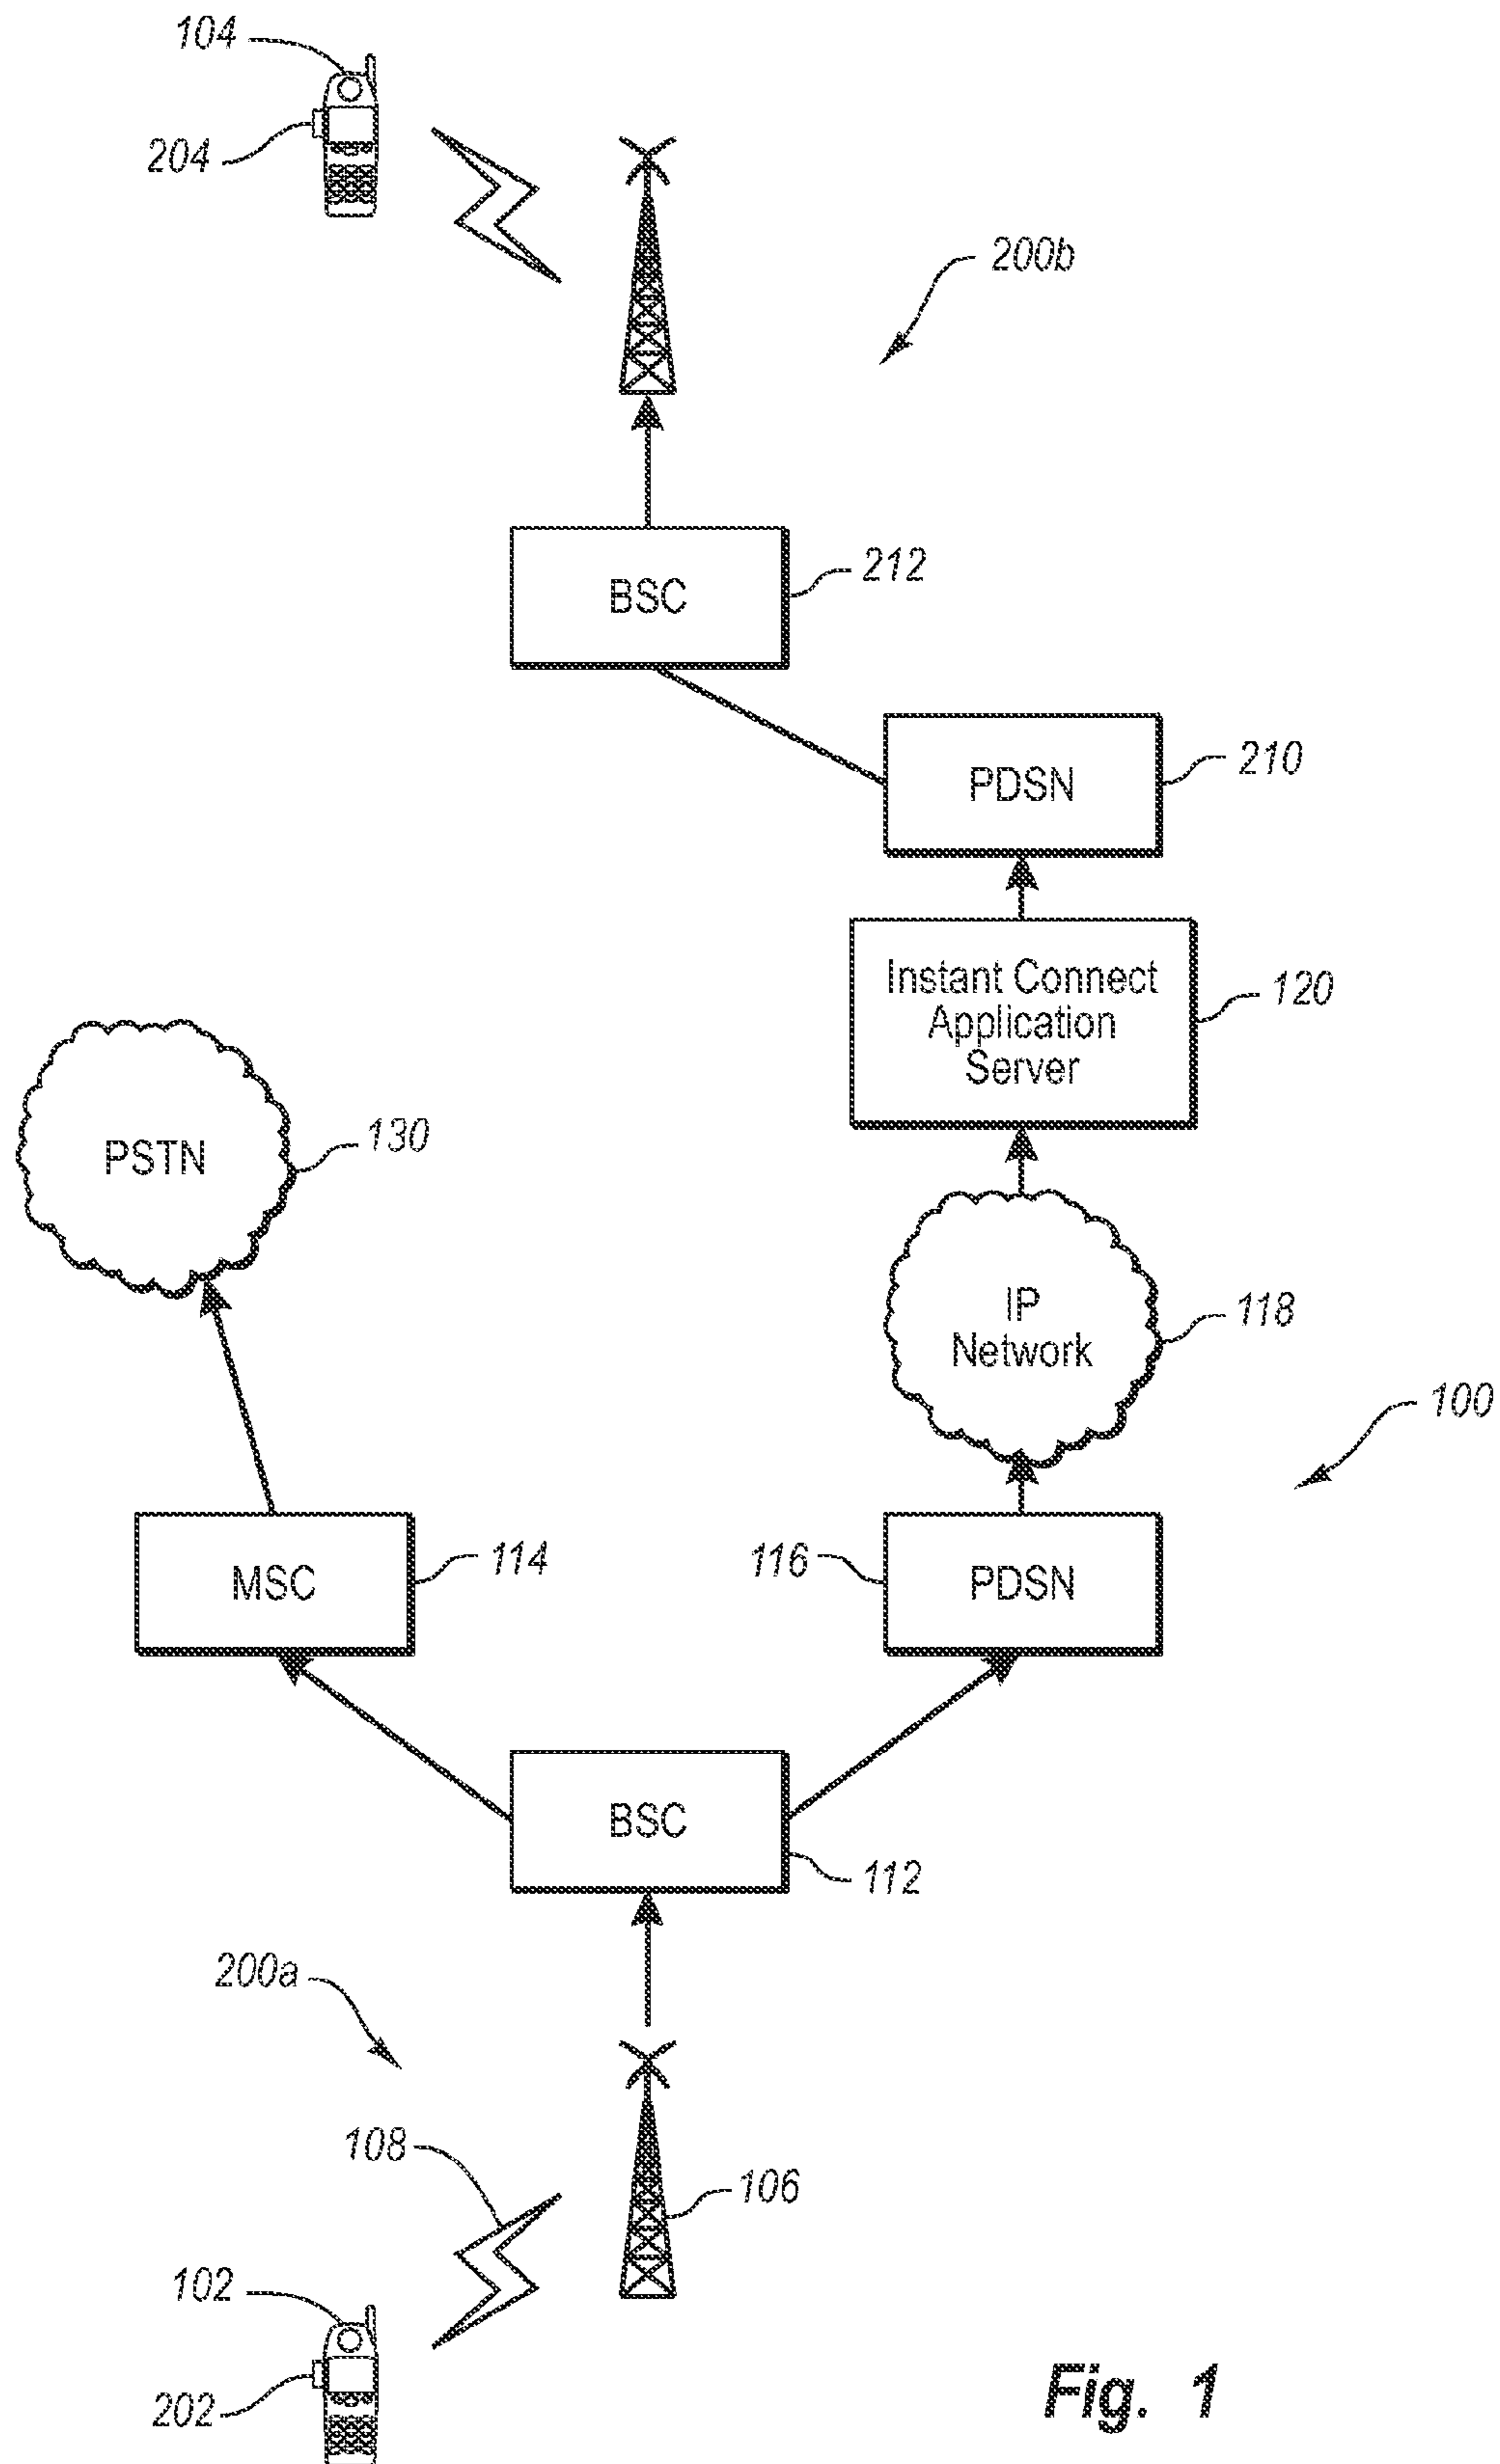 104
204
200b
BSC
212
PDSN
210
Instant Connect
Application
Server
120
PSTN
130
IP
Network
118
100
MSC
114
116
PDSN
BSC
112
200a
108
106
102
202
Fig. 1